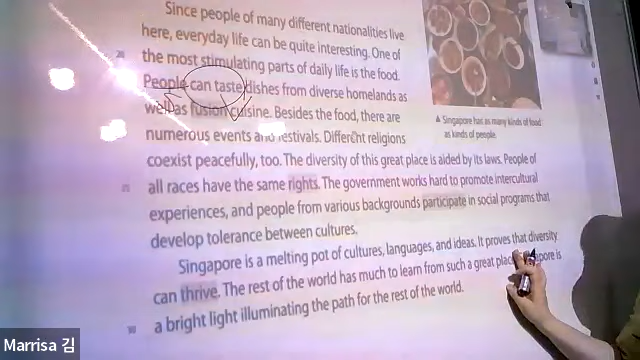 Since people of many different nationalities live
here, everyday life can be quite interesting. One of
20
the most stimulating parts of daily life is the food.
People can taste dishes from diverse homelands as
well as fusion cuisine. Besides the food, there are
numerous events and festivals. Different religions
coexist peacefully, too. The diversity of this great place is aided by its laws. People of
25
all races have the same rights. The government works hard to promote intercultural
experiences, and people from various backgrounds participate in social programs that
develop tolerance between cultures.
Singapore is a melting pot of cultures, languages, and ideas. It proves that diversity
can thrive. The rest of the world has much to learn from such a great is
30
a bright light illuminating the path for the rest of the world.
▲ Singapore has as many kinds of food
as kinds of people.
Marrisa 김